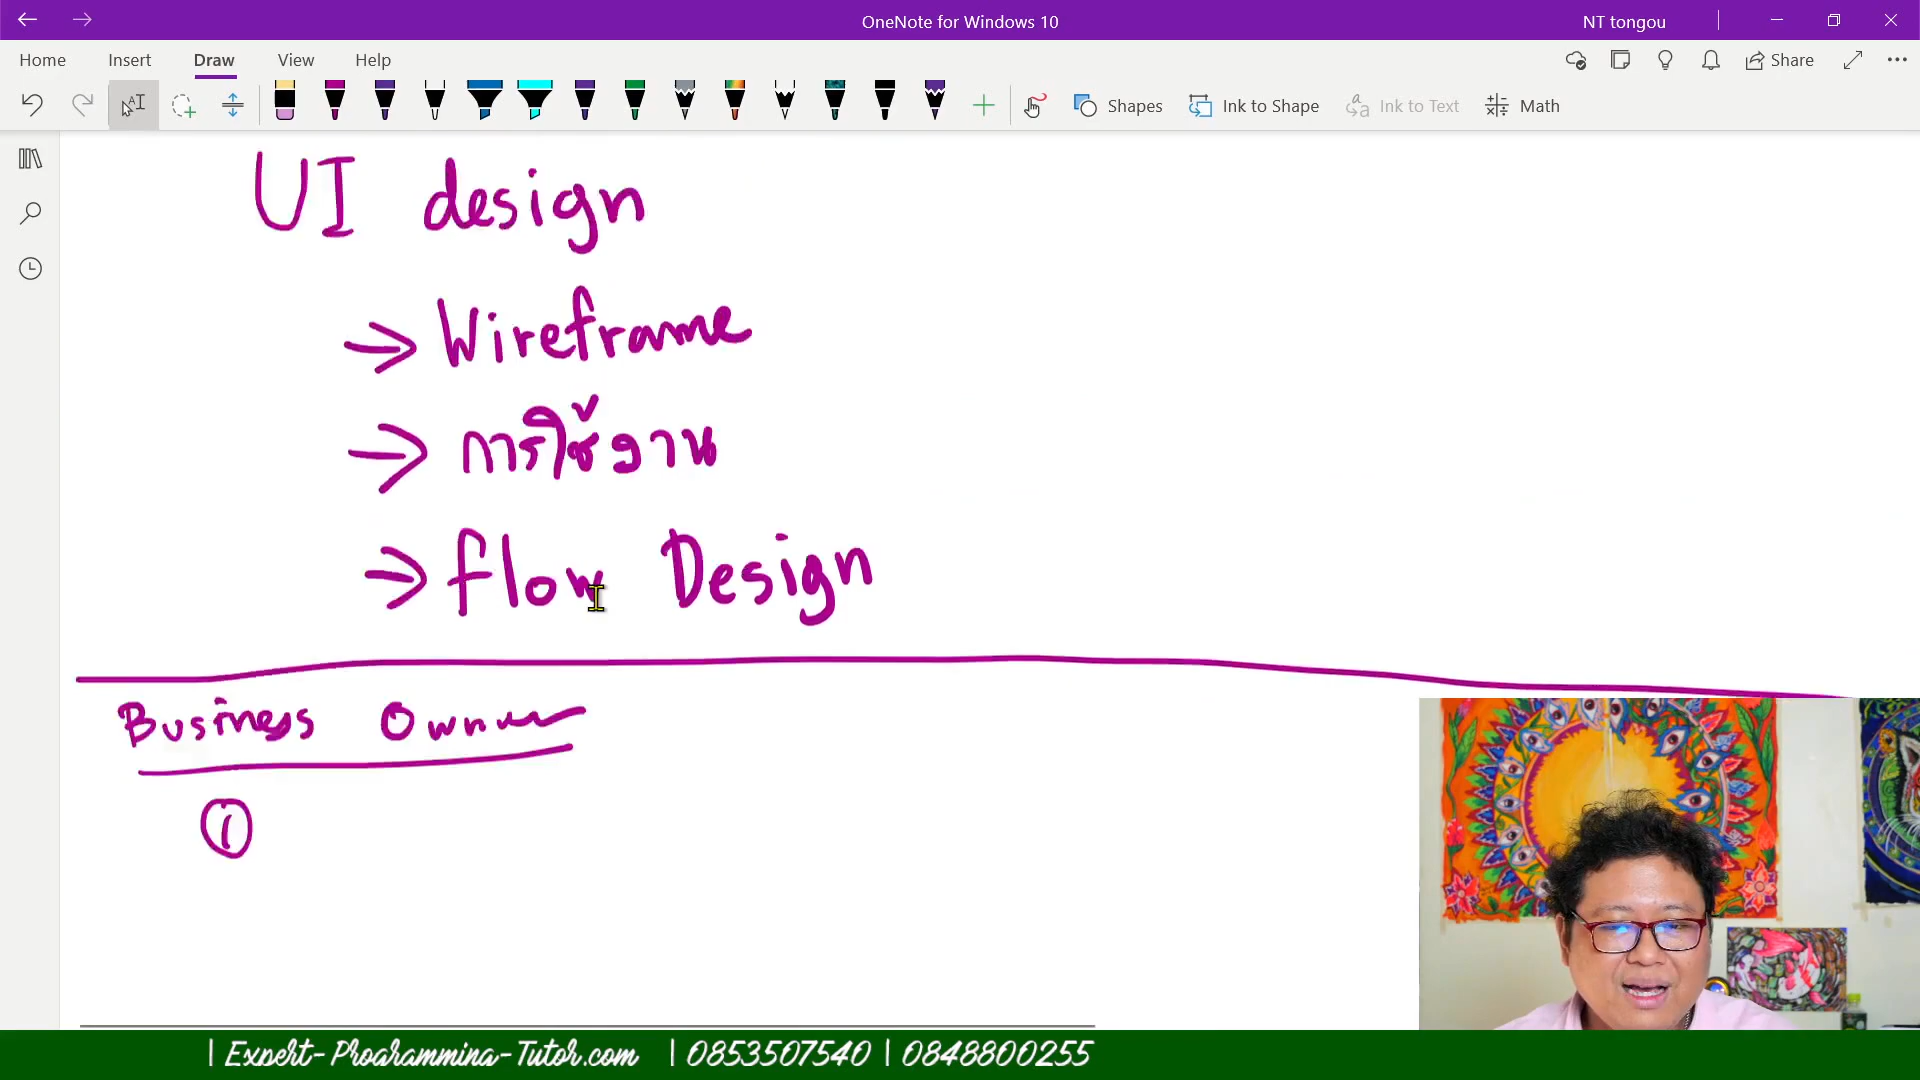 OneNote for Windows 10
NT tongou
Home Insert Draw View Help
Share
Shapes Ink to Shape Ink to Text Math
UI design
→ Wireframe
→ การใช้งาน
→ flow Design
Business Owner
①
| Expert-Programming-Tutor.com | 0853507540 | 0848800255